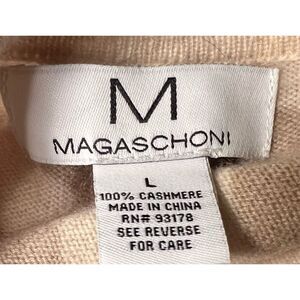 M
MAGASCHONI
L
100% CASHMERE
MADE IN CHINA
RN# 93178
SEE REVERSE
FOR CARE